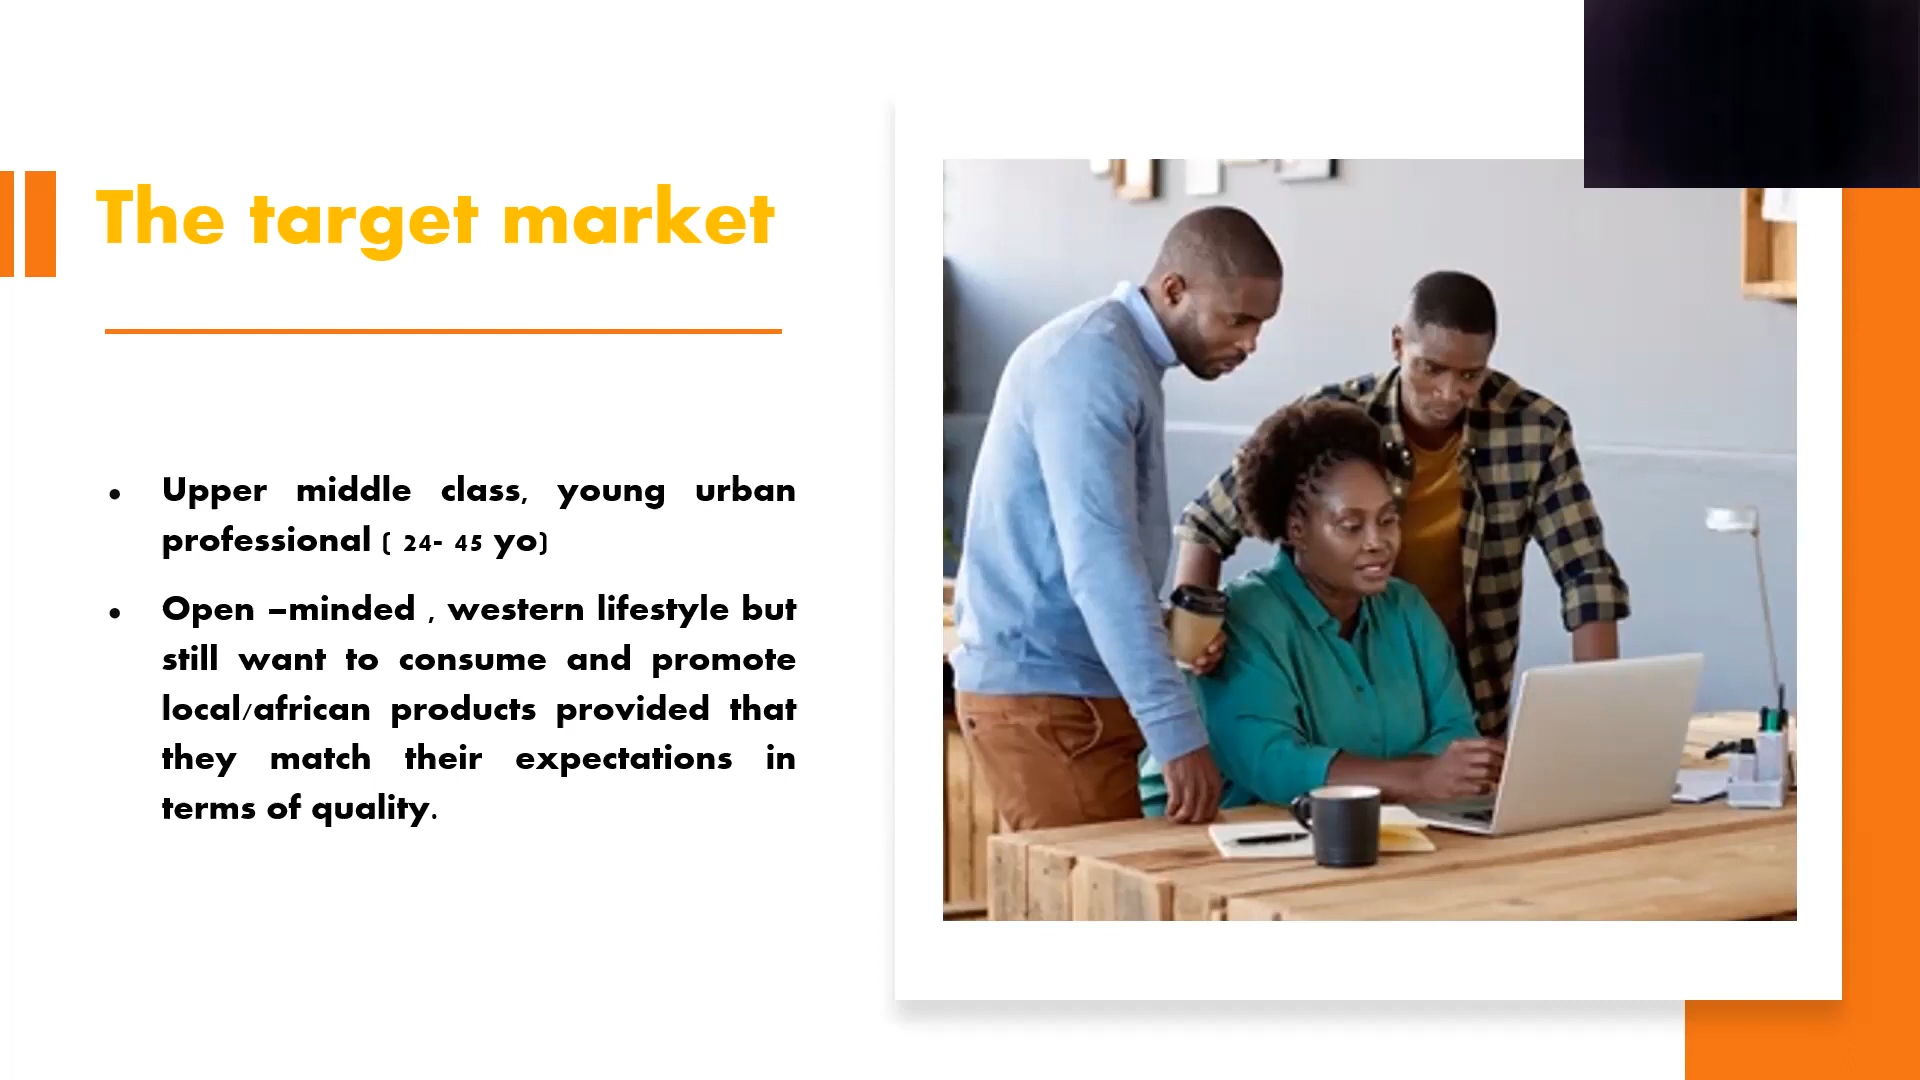 The target market
• Upper middle class, young urban
professional ( 24- 45 yo)
• Open –minded , western lifestyle but
still want to consume and promote
local/african products provided that
they match their expectations in
terms of quality.